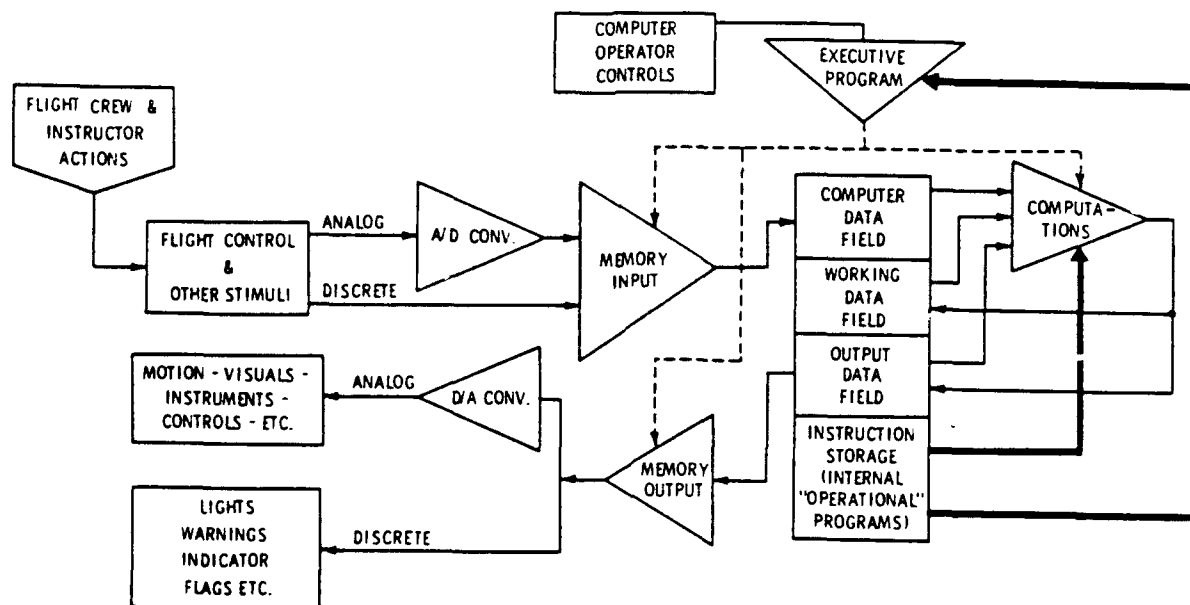 COMPUTER
OPERATOR
CONTROLS
EXECUTIVE
PROGRAM
FLIGHT CREW &
INSTRUCTOR
ACTIONS
FLIGHT CONTROL
&
OTHER STIMULI
ANALOG
DISCRETE
A/D CONV.
MEMORY
INPUT
COMPUTER
DATA
FIELD
WORKING
DATA
FIELD
OUTPUT
DATA
FIELD
INSTRUCTION
STORAGE
(INTERNAL
"OPERATIONAL"
PROGRAMS)
COMPUTA-
TIONS
MOTION - VISUALS -
INSTRUMENTS -
CONTROLS - ETC.
ANALOG
D/A CONV.
MEMORY
OUTPUT
LIGHTS
WARNINGS
INDICATOR
FLAGS ETC.
DISCRETE